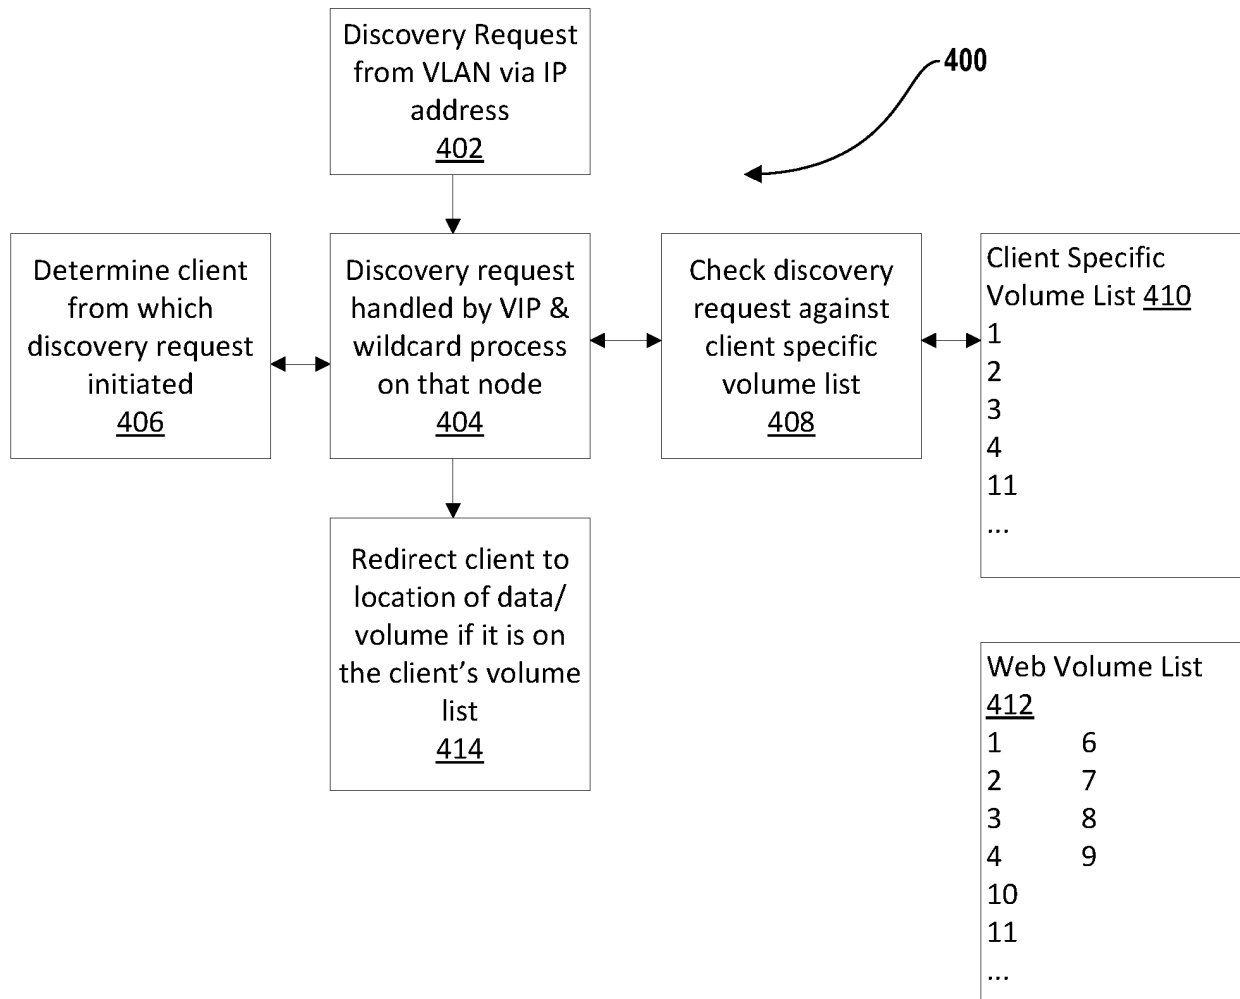 Discovery Request
from VLAN via IP
address
402
400
Determine client
from which
discovery request
initiated
406
Discovery request
handled by VIP &
wildcard process
on that node
404
Check discovery
request against
client specific
volume list
408
Client Specific
Volume List 410
1
2
3
4
11
...
Redirect client to
location of data/
volume if it is on
the client's volume
list
414
Web Volume List
412
1 6
2 7
3 8
4 9
10
11
...